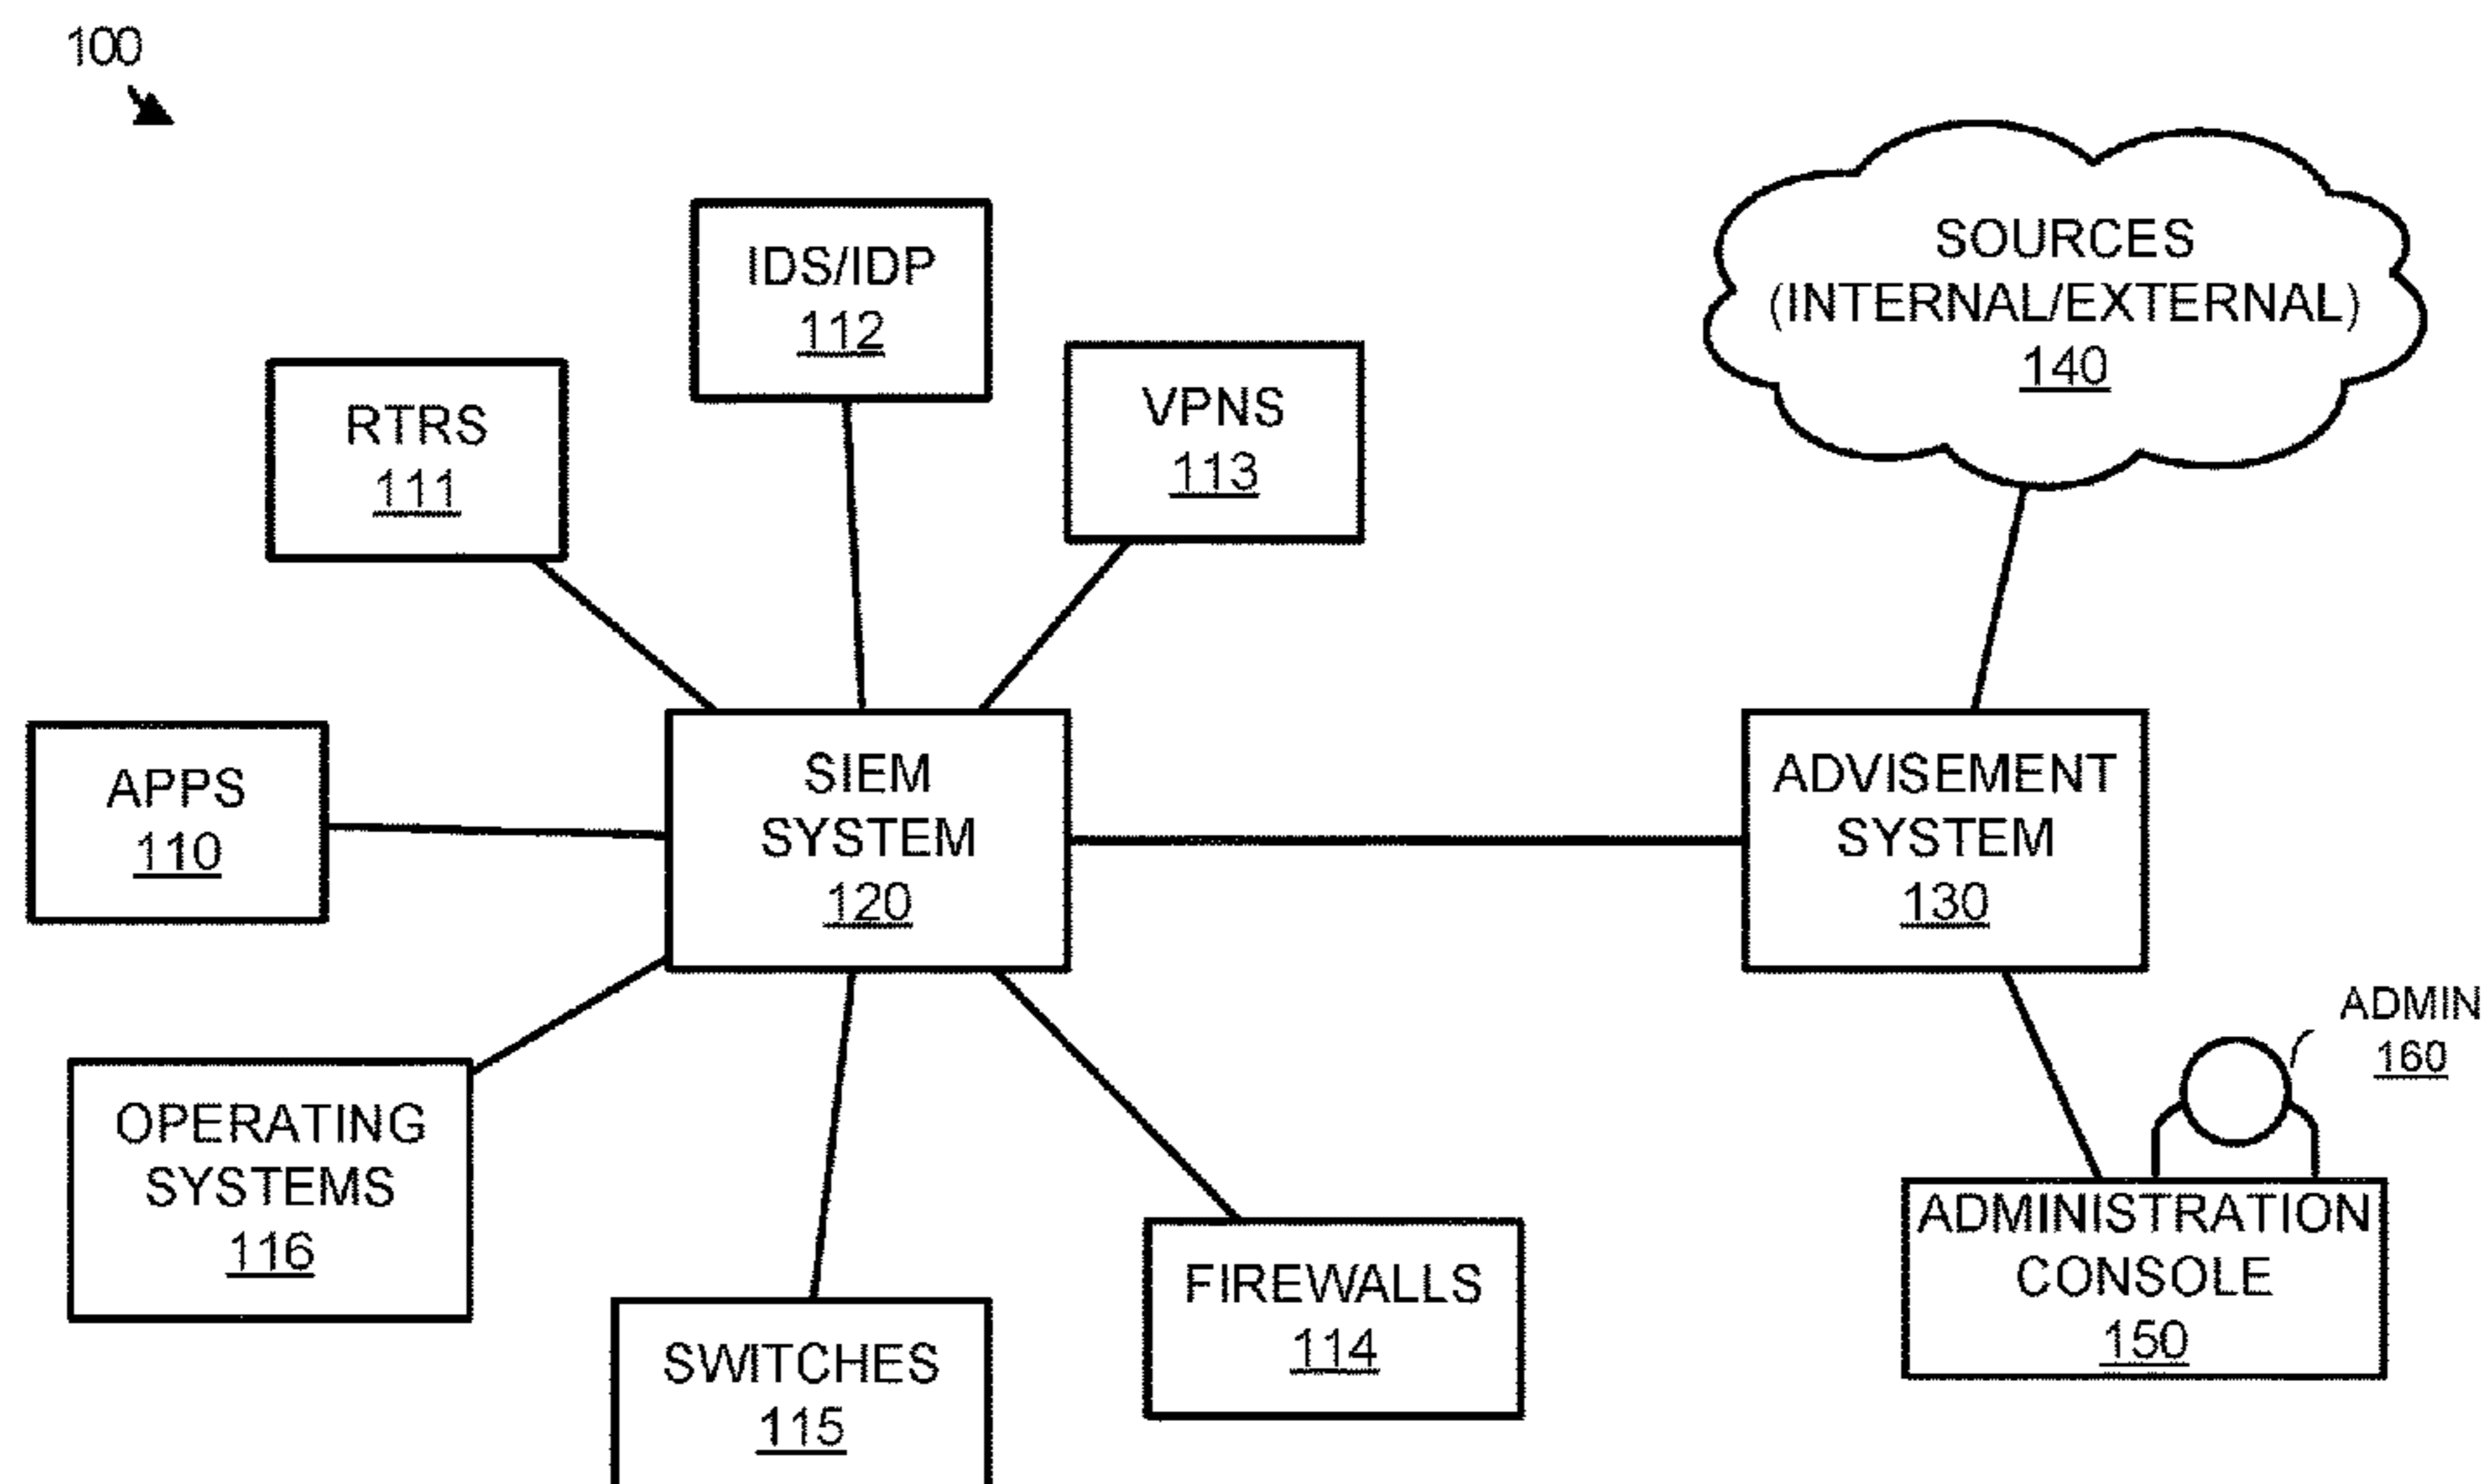 100
IDS/IDP
112
RTRS
111
VPNS
113
SOURCES
(INTERNAL/EXTERNAL)
140
APPS
110
SIEM
SYSTEM
120
ADVISEMENT
SYSTEM
130
ADMIN
160
OPERATING
SYSTEMS
116
SWITCHES
115
FIREWALLS
114
ADMINISTRATION
CONSOLE
150